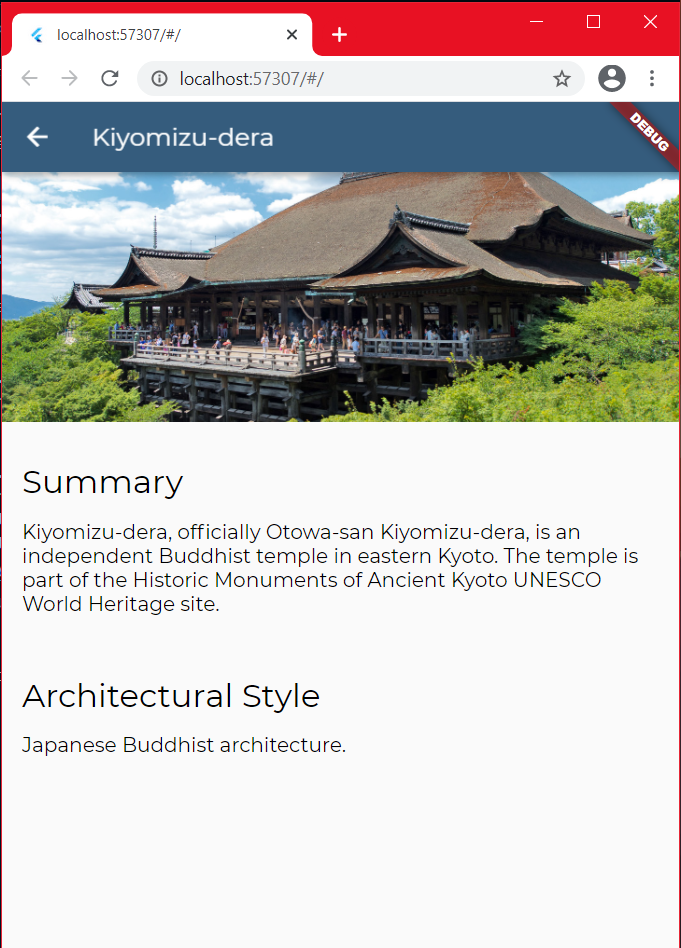 localhost:57307/#/
localhost:57307/#/
Kiyomizu-dera
DEBUG
Summary
Kiyomizu-dera, officially Otowa-san Kiyomizu-dera, is an
independent Buddhist temple in eastern Kyoto. The temple is
part of the Historic Monuments of Ancient Kyoto UNESCO
World Heritage site.
Architectural Style
Japanese Buddhist architecture.